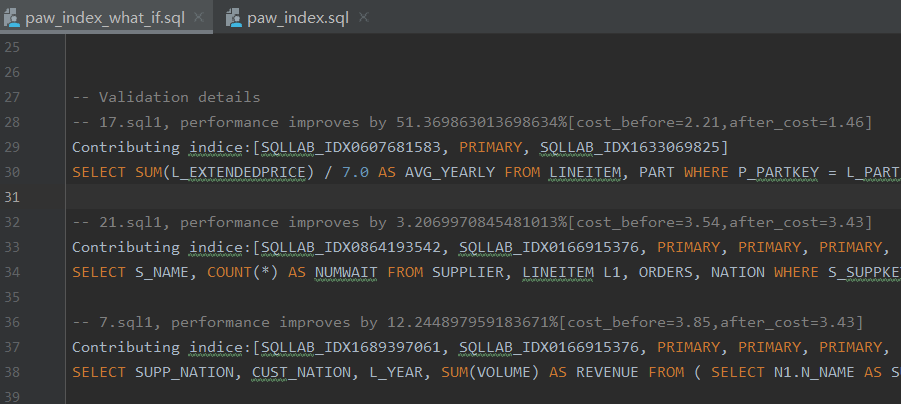 paw_index_what_if.sql paw_index.sql
25
26
27 -- Validation details
28 -- 17.sql1, performance improves by 51.369863013698634%[cost_before=2.21,after_cost=1.46]
29 Contributing indice:[SQLLAB_IDX0607681583, PRIMARY, SQLLAB_IDX1633069825]
30 SELECT SUM(L_EXTENDEDPRICE) / 7.0 AS AVG_YEARLY FROM LINEITEM, PART WHERE P_PARTKEY = L_PART
31
32 -- 21.sql1, performance improves by 3.2069970845481013%[cost_before=3.54,after_cost=3.43]
33 Contributing indice:[SQLLAB_IDX0864193542, SQLLAB_IDX0166915376, PRIMARY, PRIMARY, PRIMARY,
34 SELECT S_NAME, COUNT(*) AS NUMWAIT FROM SUPPLIER, LINEITEM L1, ORDERS, NATION WHERE S_SUPPKE
35
36 -- 7.sql1, performance improves by 12.244897959183671%[cost_before=3.85,after_cost=3.43]
37 Contributing indice:[SQLLAB_IDX1689397061, SQLLAB_IDX0166915376, PRIMARY, PRIMARY, PRIMARY,
38 SELECT SUPP_NATION, CUST_NATION, L_YEAR, SUM(VOLUME) AS REVENUE FROM ( SELECT N1.N_NAME AS S
39